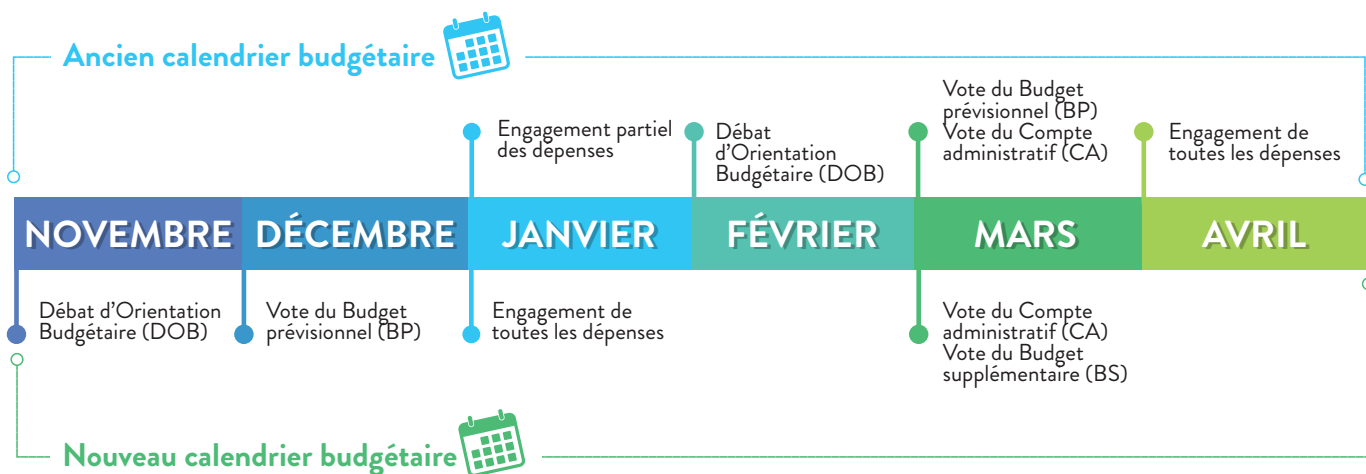 Ancien calendrier budgétaire
Engagement partiel
des dépenses
Débat
d’Orientation
Budgétaire (DOB)
Vote du Budget
prévisionnel (BP)
Vote du Compte
administratif (CA)
Engagement de
toutes les dépenses
NOVEMBRE DÉCEMBRE JANVIER FÉVRIER MARS AVRIL
Débat d’Orientation
Budgétaire (DOB)
Vote du Budget
prévisionnel (BP)
Engagement de
toutes les dépenses
Vote du Compte
administratif (CA)
Vote du Budget
supplémentaire (BS)
Nouveau calendrier budgétaire